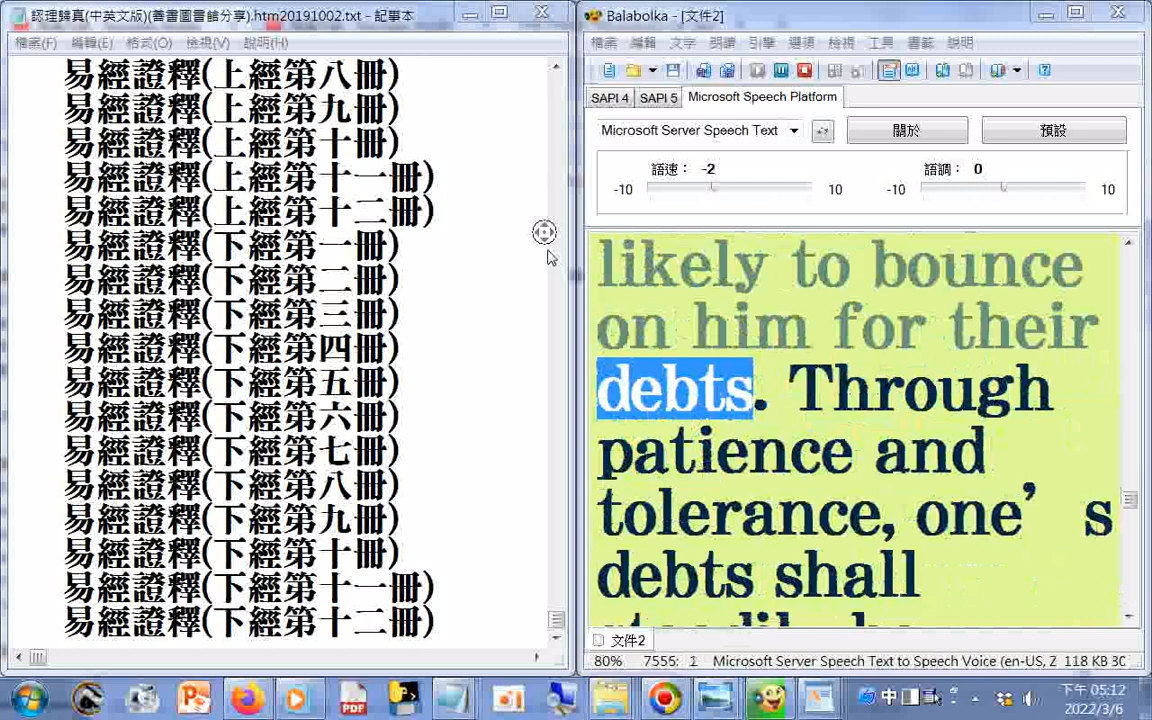 認理歸真(中英文版)(善書圖書館分享).htm20191002.txt - 記事本
檔案(F) 編輯(E) 格式(O) 檢視(V) 說明(H)
易經證釋(上經第八冊)
易經證釋(上經第九冊)
易經證釋(上經第十冊)
易經證釋(上經第十一冊)
易經證釋(上經第十二冊)
易經證釋(下經第一冊)
易經證釋(下經第二冊)
易經證釋(下經第三冊)
易經證釋(下經第四冊)
易經證釋(下經第五冊)
易經證釋(下經第六冊)
易經證釋(下經第七冊)
易經證釋(下經第八冊)
易經證釋(下經第九冊)
易經證釋(下經第十冊)
易經證釋(下經第十一冊)
易經證釋(下經第十二冊)
Balabolka - [文件2]
檔案 編輯 文字 朗讀 引擎 選項 檢視 工具 書籤 說明
SAPI 4 SAPI 5 Microsoft Speech Platform
Microsoft Server Speech Text 關於 預設
語速： -2 語調： 0
-10 10 -10 10
likely to bounce
on him for their
debts. Through
patience and
tolerance, one’s
debts shall
文件2
80% 7555: 1 Microsoft Server Speech Text to Speech Voice (en-US, Z 118 KB
PDF
中
下午 05:12
2022/3/6